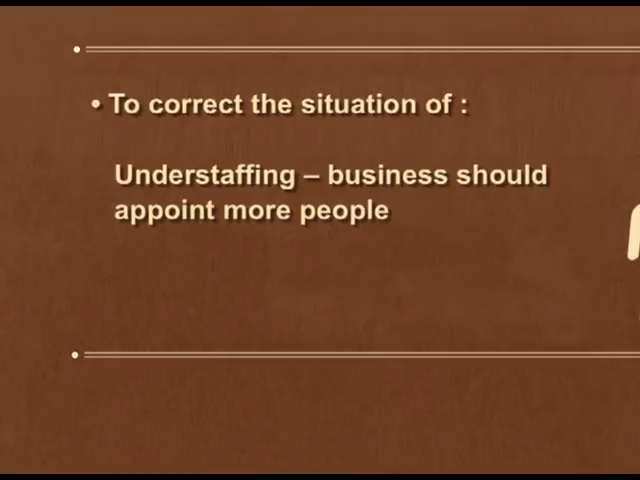 • To correct the situation of :
Understaffing – business should
appoint more people